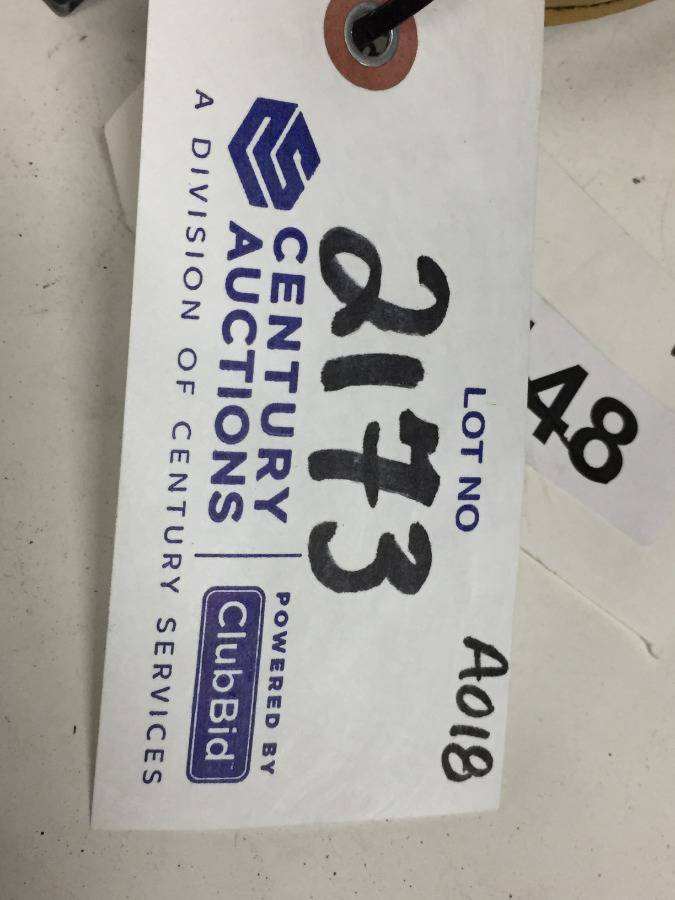 LOT NO
A018
2173
CENTURY
AUCTIONS
POWERED BY
ClubBid
A DIVISION OF CENTURY SERVICES
48